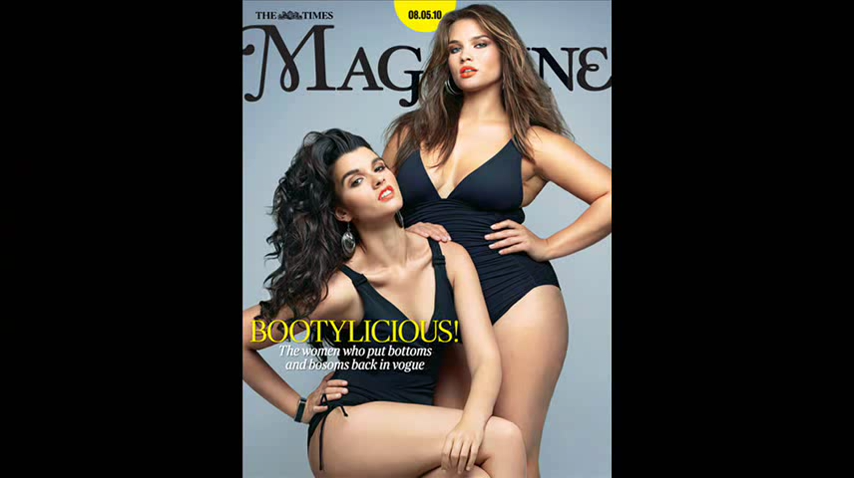 THE TIMES
08.05.10
MAGAZINE
BOOTYLICIOUS!
The women who put bottoms
and bosoms back in vogue